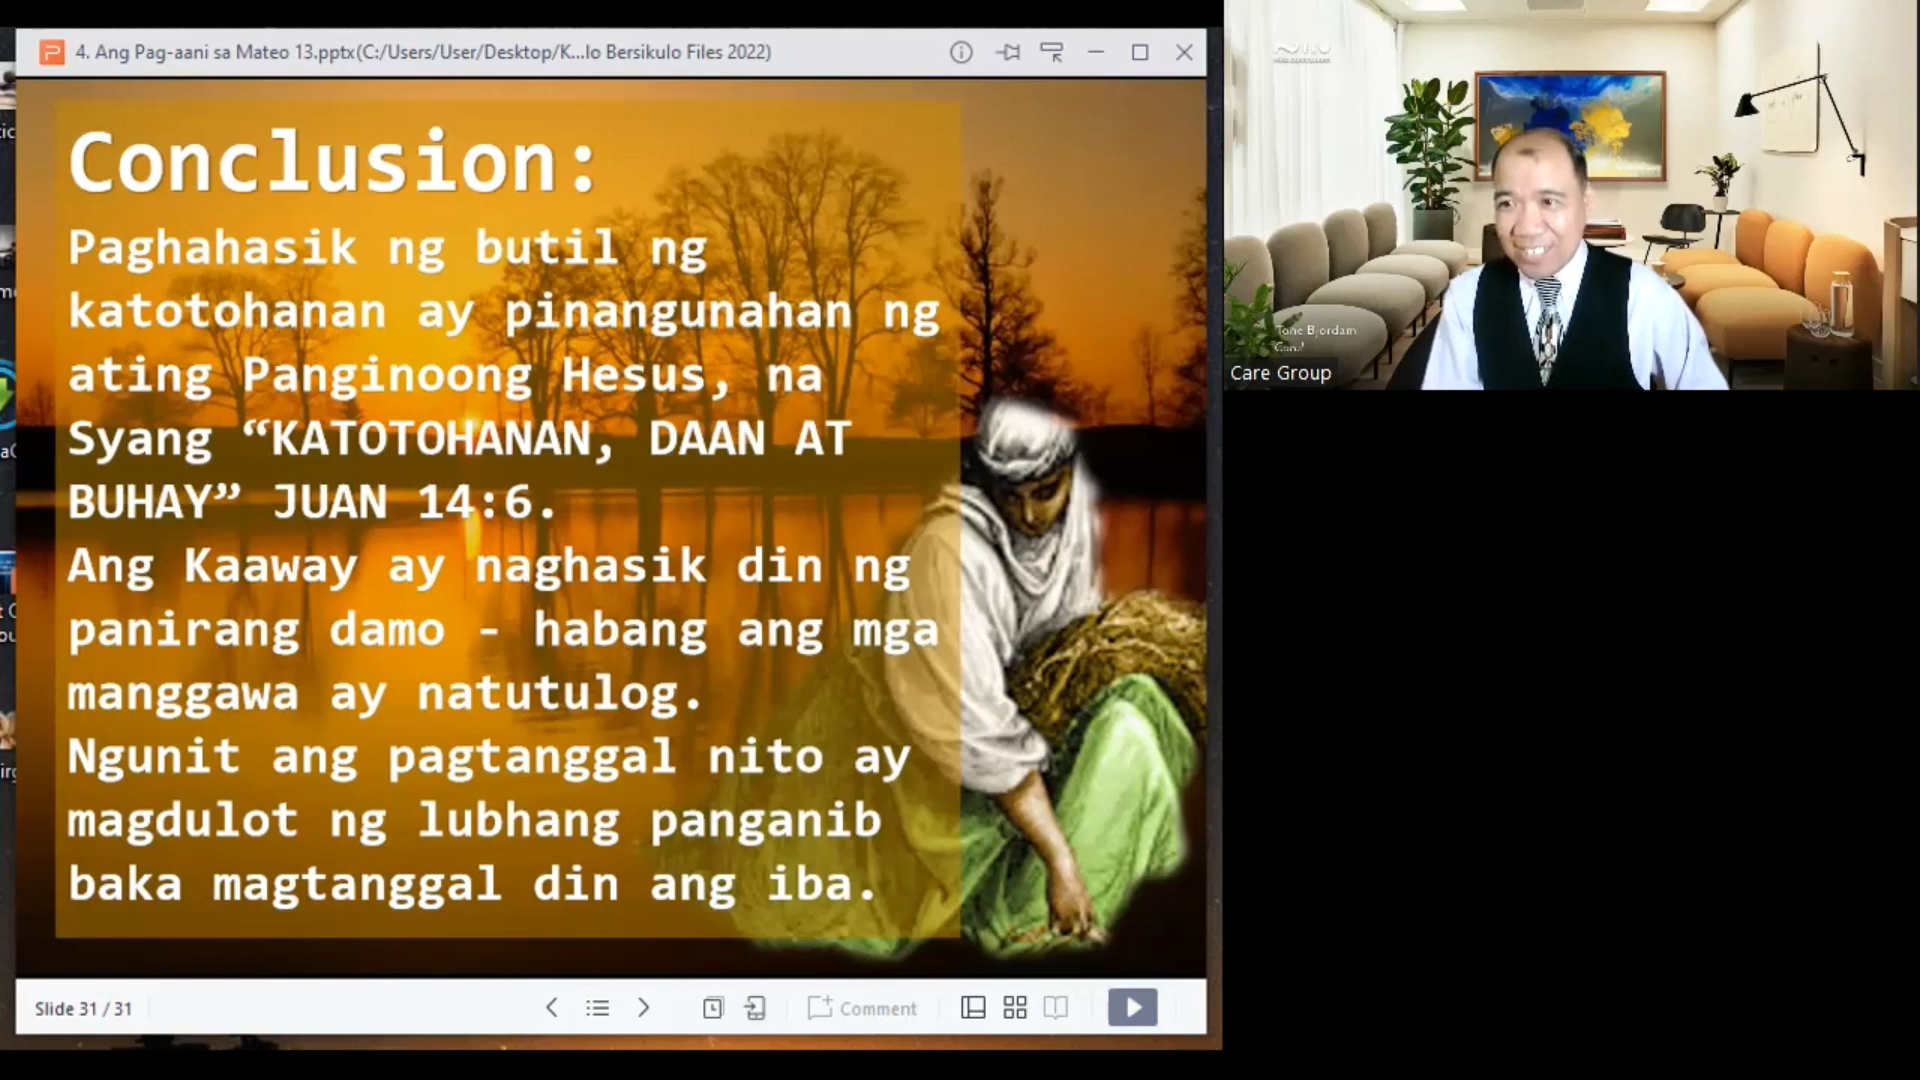 4. Ang Pag-aani sa Mateo 13.pptx(C:/Users/User/Desktop/K...lo Bersikulo Files 2022)
Conclusion:
Paghahasik ng butil ng
katotohanan ay pinangunahan ng
ating Panginoong Hesus, na
Syang “KATOTOHANAN, DAAN AT
BUHAY” JUAN 14:6.
Ang Kaaway ay naghasik din ng
panirang damo - habang ang mga
manggawa ay natutulog.
Ngunit ang pagtanggal nito ay
magdulot ng lubhang panganib
baka magtanggal din ang iba.
Slide 31 / 31
Comment
Tone Bjordam
Care Group